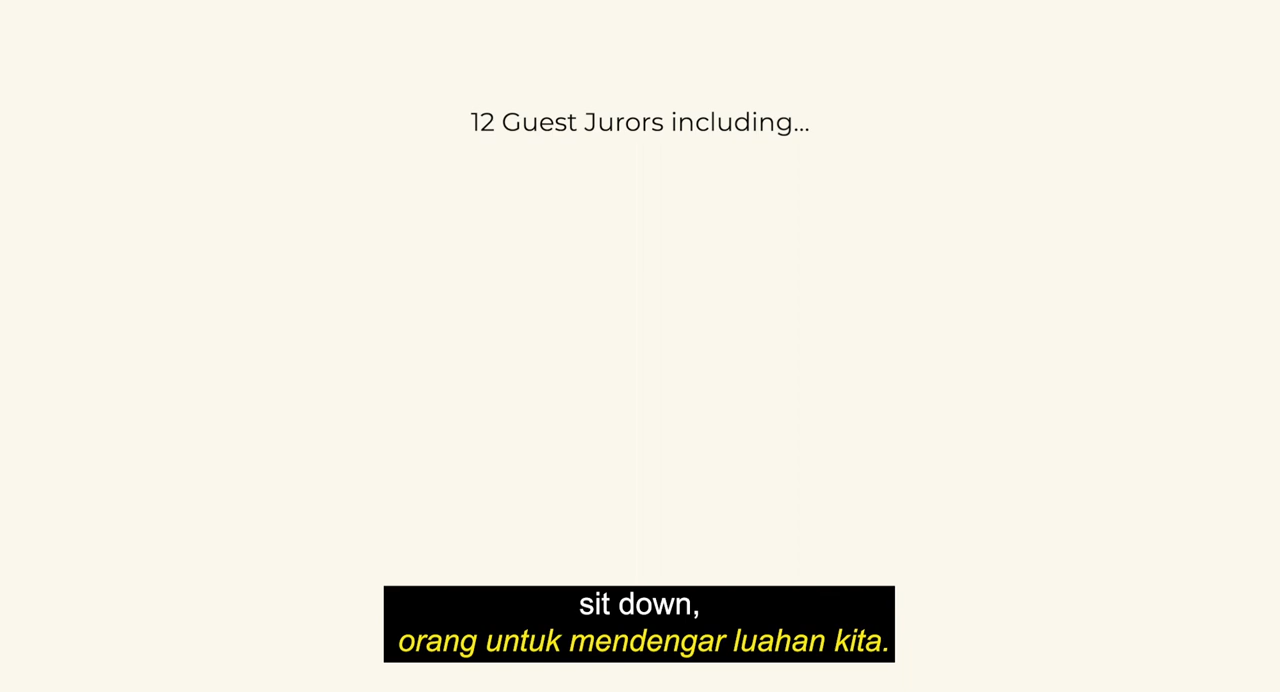 12 Guest Jurors including...
sit down,
orang untuk mendengar luahan kita.